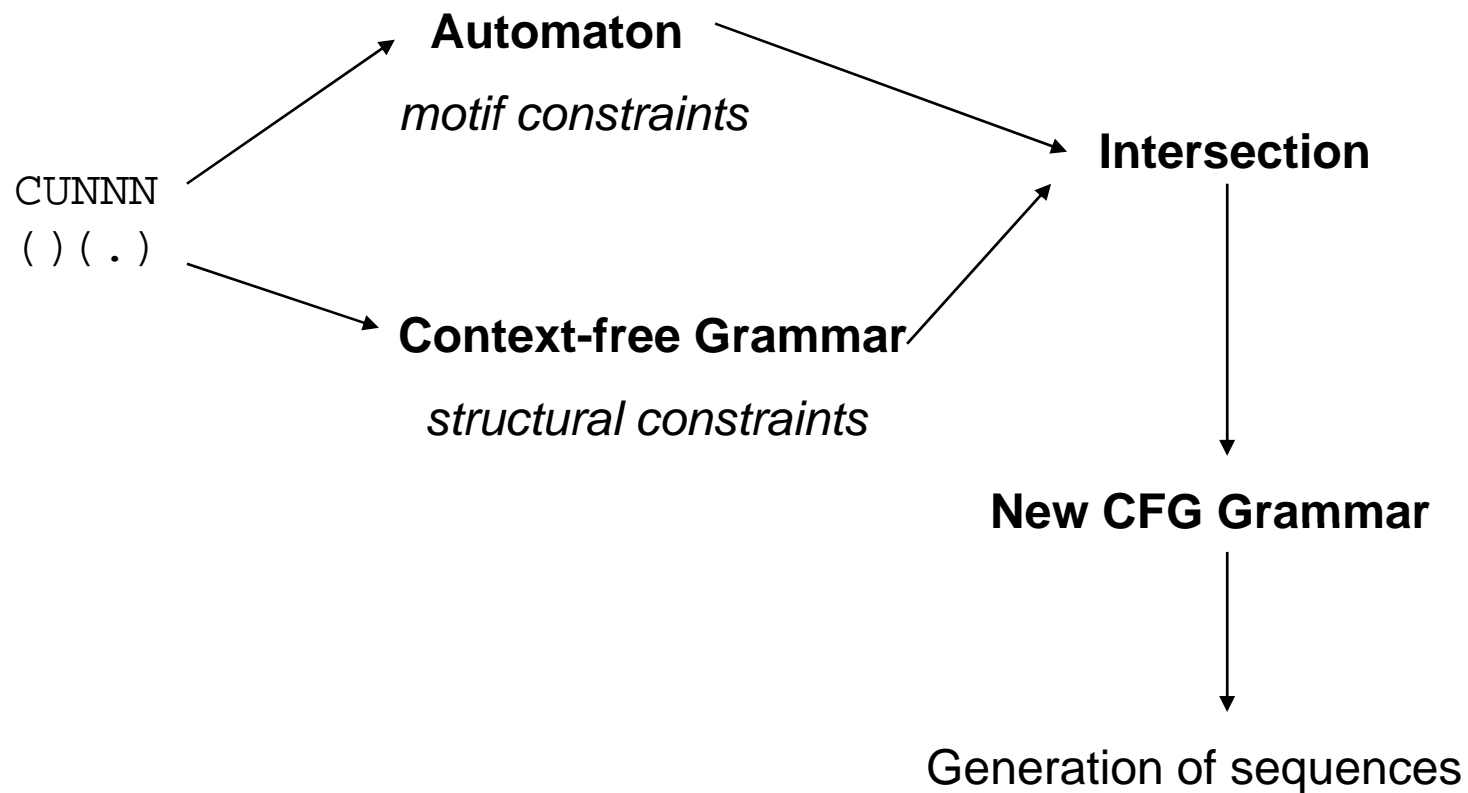 Automaton
motif constraints
Intersection
CUNNN
()(.)
Context-free Grammar
structural constraints
New CFG Grammar
Generation of sequences